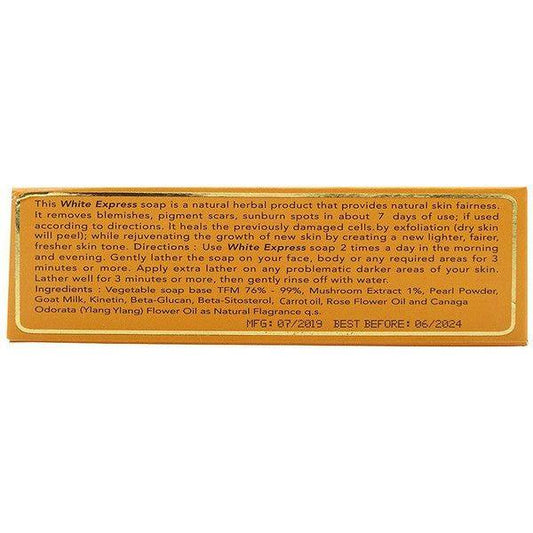 This White Express soap is a natural herbal product that provides natural skin fairness.
It removes blemishes, pigment scars, sunburn spots in about 7 days of use; if used
according to directions. It heals the previously damaged cells.by exfoliation (dry skin
will peel); while rejuvenating the growth of new skin by creating a new lighter, fairer,
fresher skin tone. Directions : Use White Express soap 2 times a day in the morning
and evening. Gently lather the soap on your face, body or any required areas for 3
minutes or more. Apply extra lather on any problematic darker areas of your skin.
Lather well for 3 minutes or more, then gently rinse off with water.
Ingredients : Vegetable soap base TFM 76% - 99%, Mushroom Extract 1%, Pearl Powder,
Goat Milk, Kinetin, Beta-Glucan, Beta-Sitosterol, Carrot oil, Rose Flower Oil and Canaga
Odorata (Ylang Ylang) Flower Oil as Natural Flagrance q.s.
MFG: 07/2019 BEST BEFORE: 06/2024